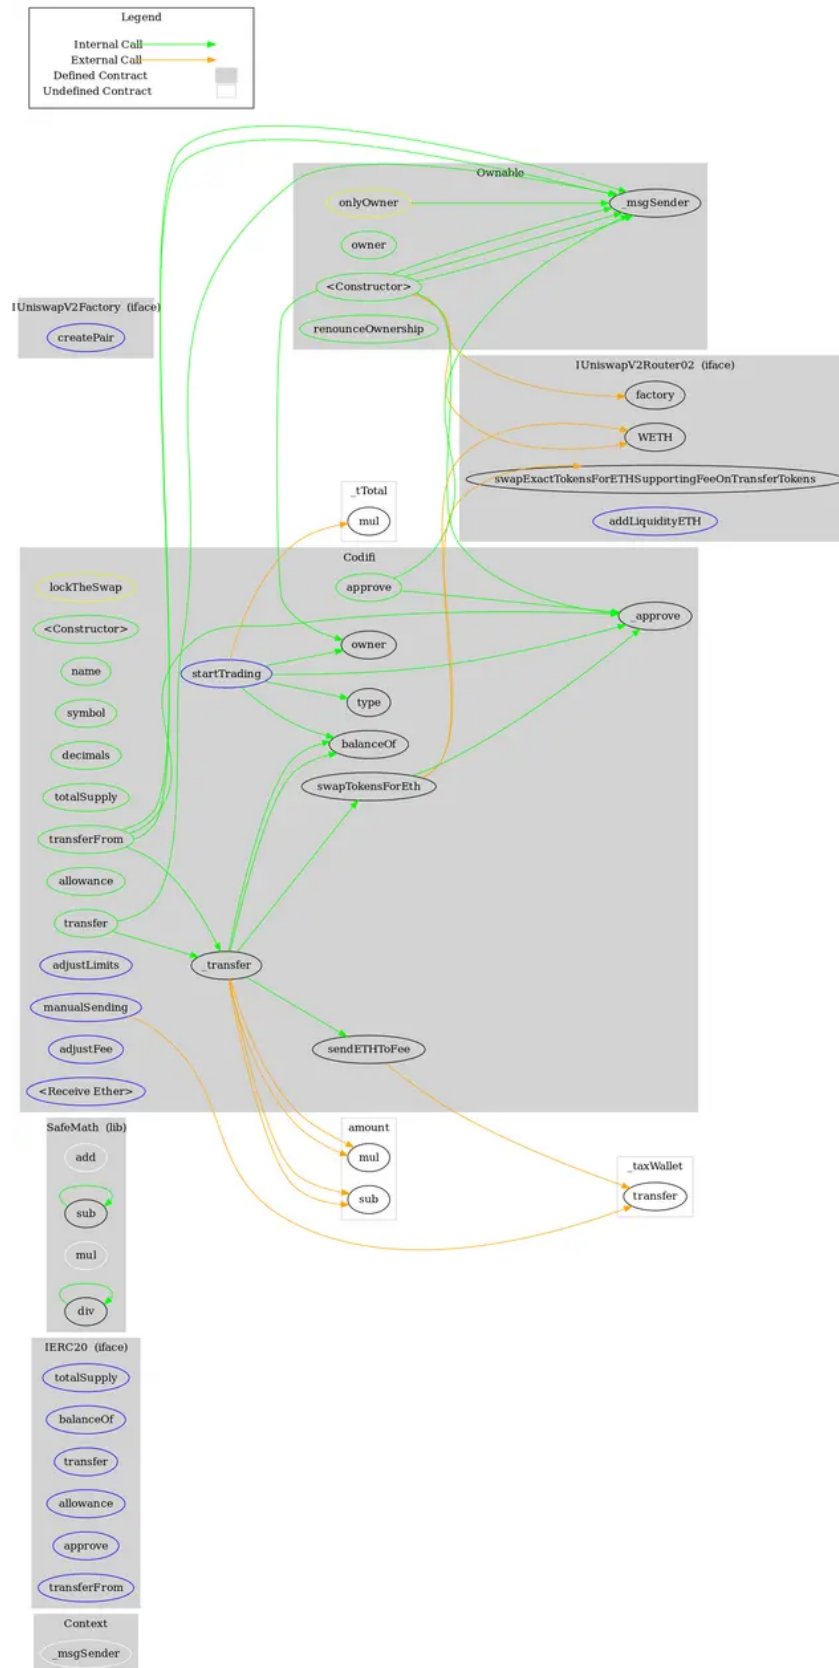 Legend
Internal Call
External Call
Defined Contract
Undefined Contract
Ownable
onlyOwner
_msgSender
owner
<Constructor>
renounceOwnership
IUniswapV2Factory (iface)
createPair
IUniswapV2Router02 (iface)
factory
WETH
swapExactTokensForETHSupportingFeeOnTransferTokens
addLiquidityETH
_tTotal
mul
Codifi
lockTheSwap
<Constructor>
name
symbol
decimals
totalSupply
transferFrom
allowance
transfer
adjustLimits
manualSending
adjustFee
<Receive Ether>
startTrading
_transfer
approve
owner
type
balanceOf
swapTokensForEth
sendETHToFee
_approve
SafeMath (lib)
add
sub
mul
div
amount
mul
sub
_taxWallet
transfer
IERC20 (iface)
totalSupply
balanceOf
transfer
allowance
approve
transferFrom
Context
_msgSender